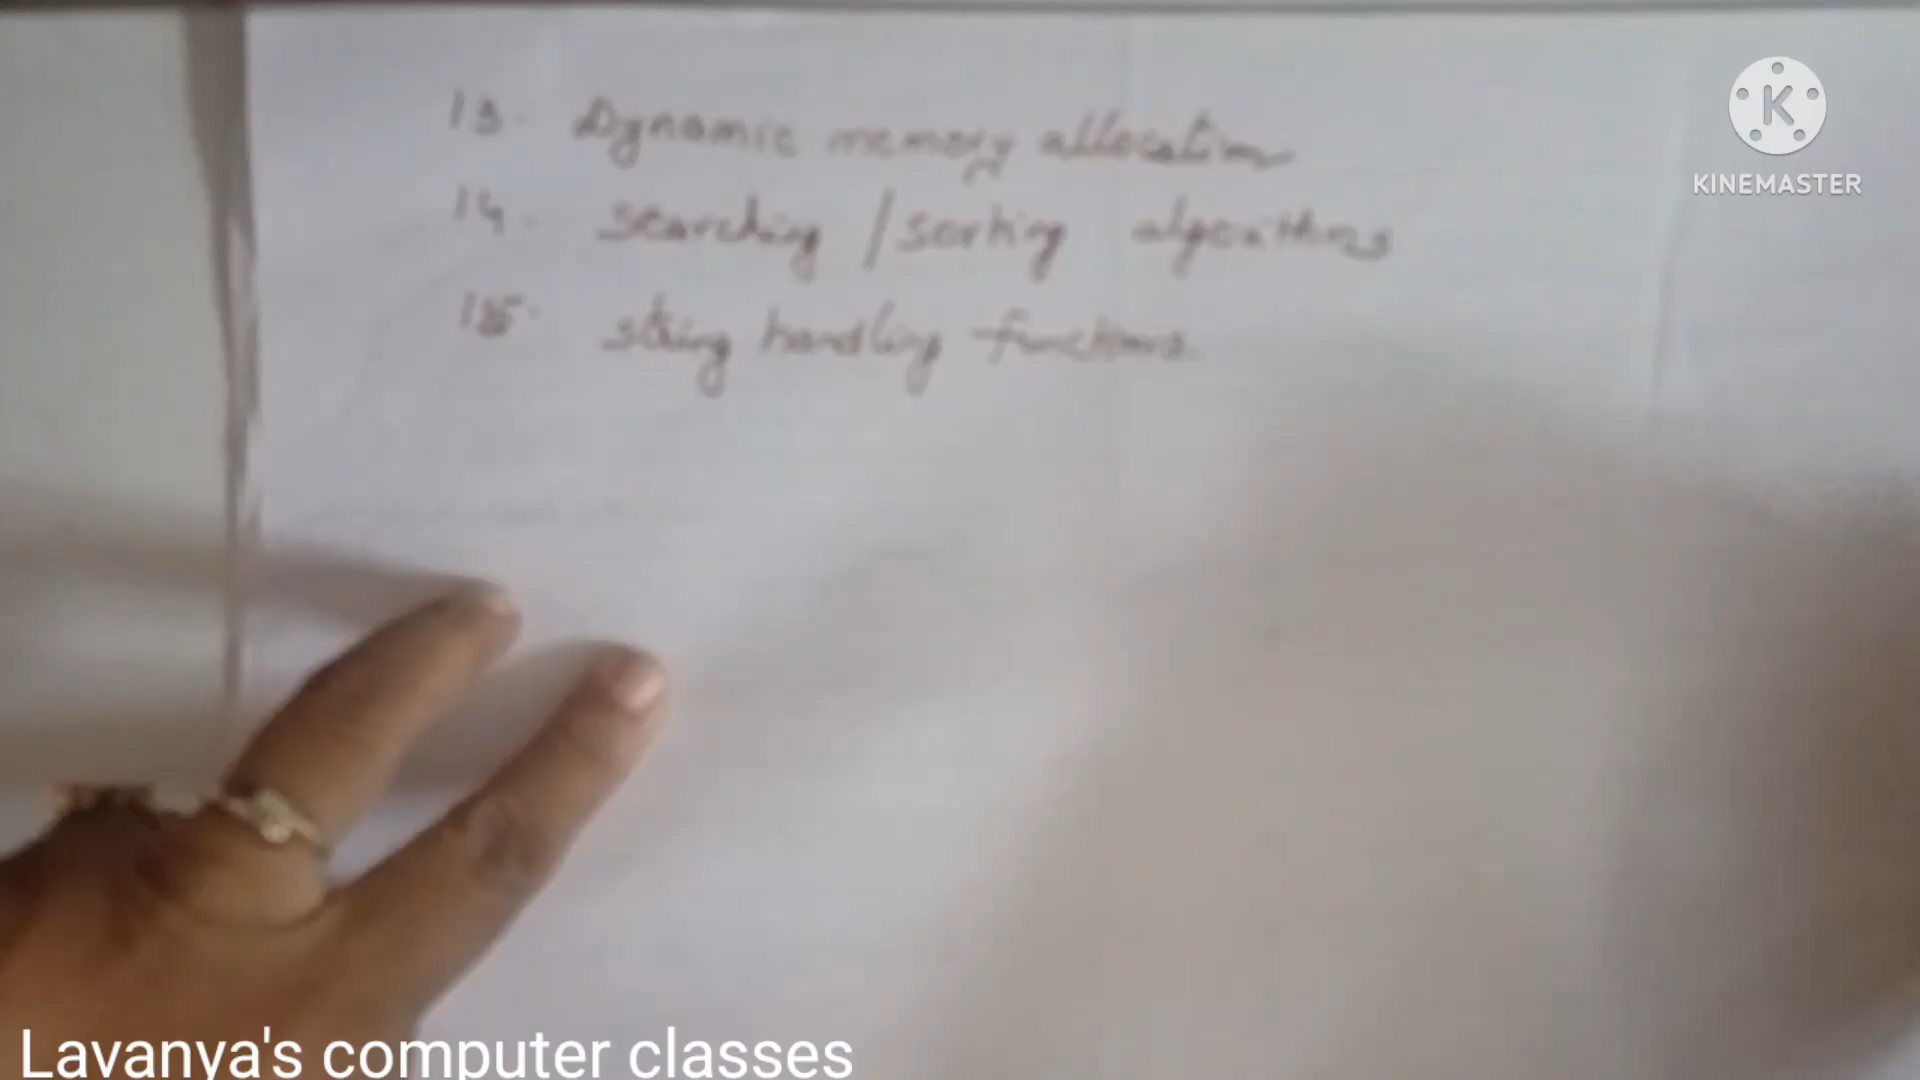 13. Dynamic memory allocation
14. Searching / sorting algorithms
15. string handling functions.
KINEMASTER
Lavanya's computer classes